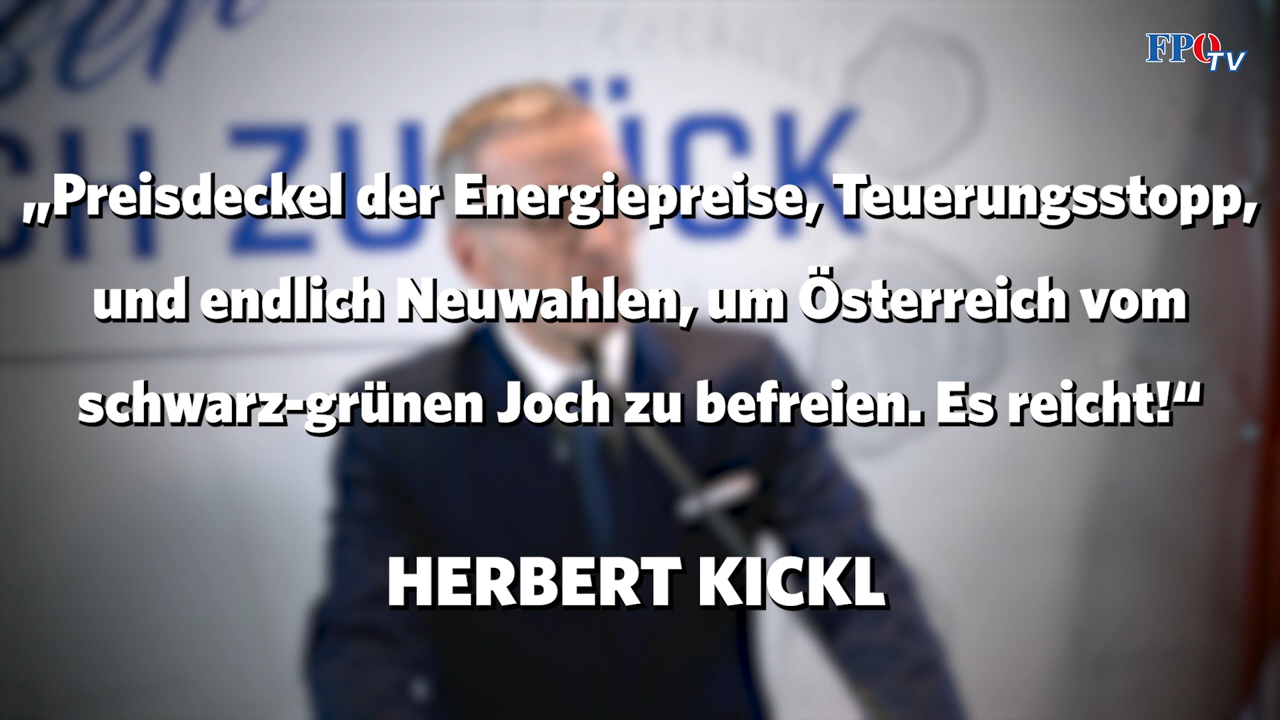 FPÖ TV
ZURÜCK
„Preisdeckel der Energiepreise, Teuerungsstopp,
und endlich Neuwahlen, um Österreich vom
schwarz-grünen Joch zu befreien. Es reicht!“
HERBERT KICKL